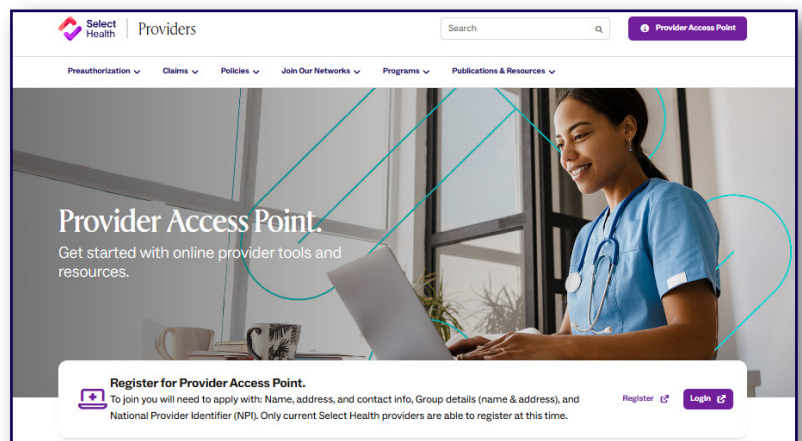 Select
Health
Providers
Search
Provider Access Point
Preauthorization
Claims
Policies
Join Our Networks
Programs
Publications & Resources
Provider Access Point.
Get started with online provider tools and
resources.
Register for Provider Access Point.
To join you will need to apply with: Name, address, and contact info, Group details (name & address), and
National Provider Identifier (NPI). Only current Select Health providers are able to register at this time.
Register
Login